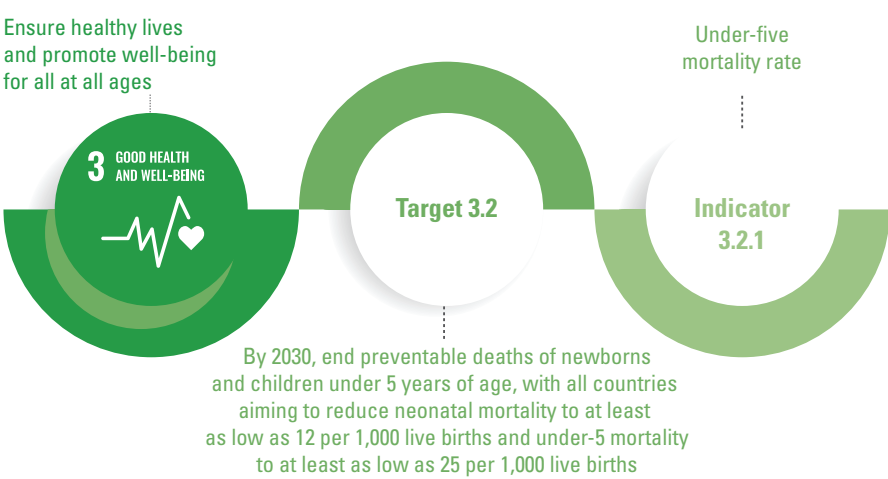 Ensure healthy lives
and promote well-being
for all at all ages
3 GOOD HEALTH
AND WELL-BEING
Target 3.2
By 2030, end preventable deaths of newborns
and children under 5 years of age, with all countries
aiming to reduce neonatal mortality to at least
as low as 12 per 1,000 live births and under-5 mortality
to at least as low as 25 per 1,000 live births
Under-five
mortality rate
Indicator
3.2.1